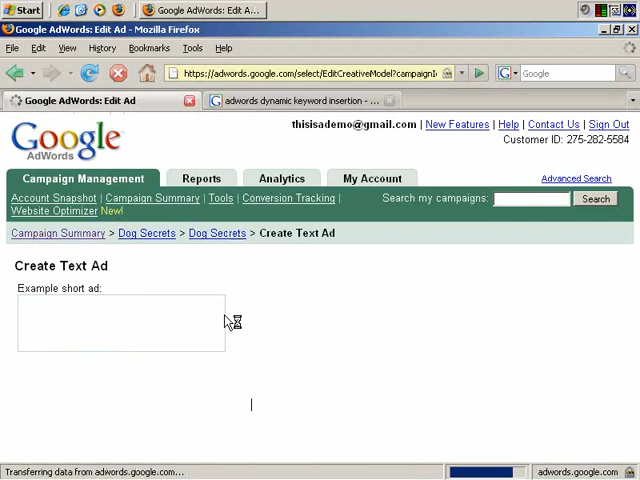 Start
Google AdWords: Edit A...
Google AdWords: Edit Ad - Mozilla Firefox
File Edit View History Bookmarks Tools Help
https://adwords.google.com/select/EditCreativeModel?campaignI
Google
Google AdWords: Edit Ad
adwords dynamic keyword insertion - ...
thisisademo@gmail.com | New Features | Help | Contact Us | Sign Out
Google
AdWords
Customer ID: 275-282-5584
Campaign Management Reports Analytics My Account Advanced Search
Account Snapshot | Campaign Summary | Tools | Conversion Tracking |
Website Optimizer New!
Search my campaigns: Search
Campaign Summary > Dog Secrets > Dog Secrets > Create Text Ad
Create Text Ad
Example short ad:
Transferring data from adwords.google.com...
adwords.google.com